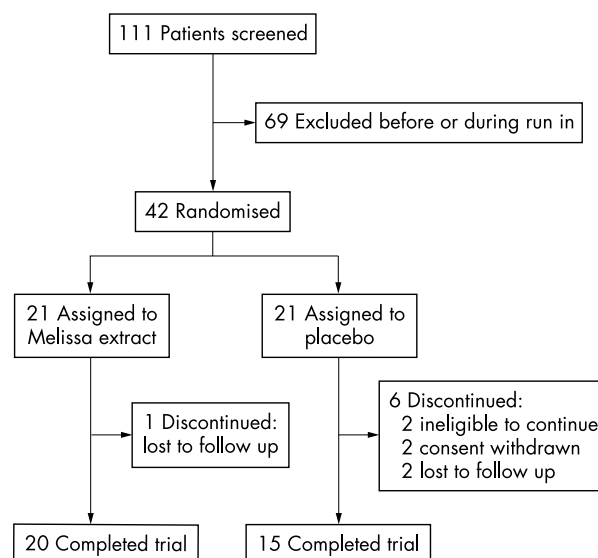 111 Patients screened
69 Excluded before or during run in
42 Randomised
21 Assigned to
Melissa extract
21 Assigned to
placebo
1 Discontinued:
lost to follow up
6 Discontinued:
2 ineligible to continue
2 consent withdrawn
2 lost to follow up
20 Completed trial
15 Completed trial